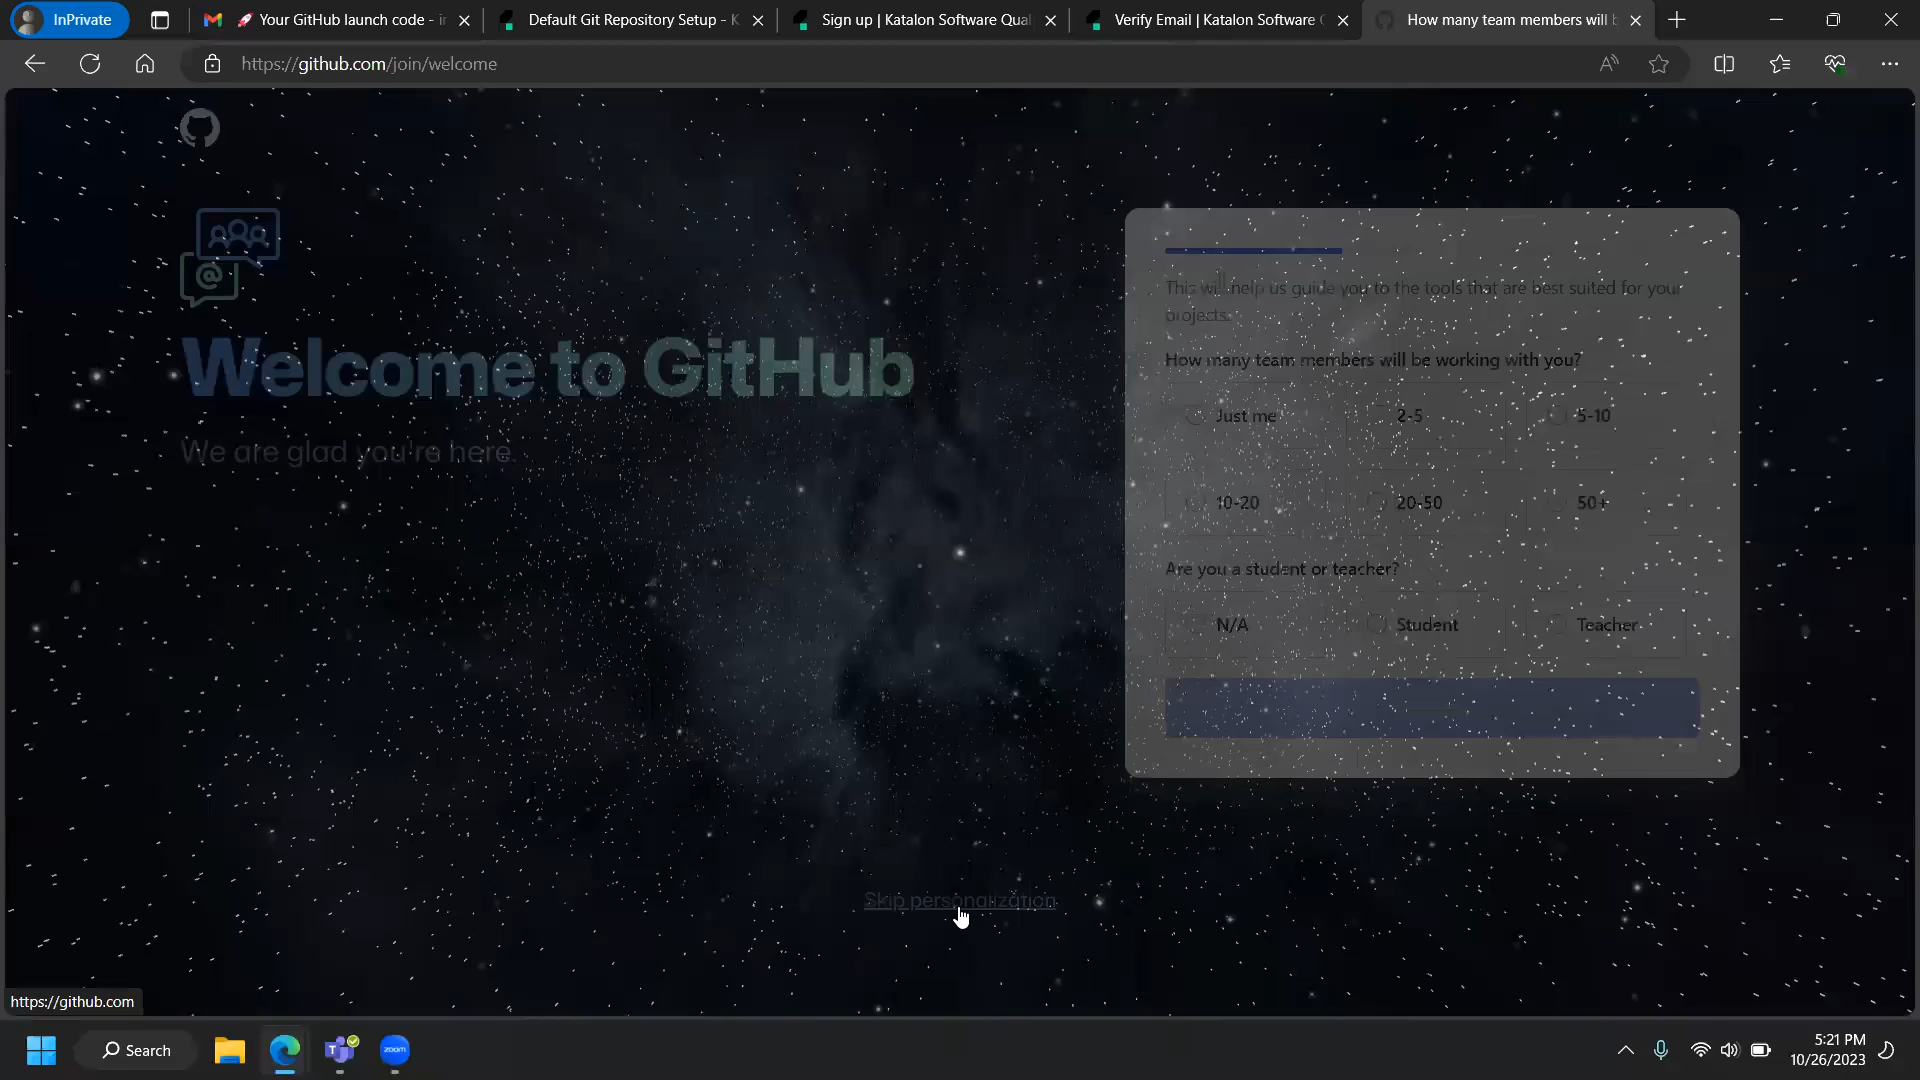 InPrivate
🚀 Your GitHub launch code - i
Default Git Repository Setup - K
Sign up | Katalon Software Qual
Verify Email | Katalon Software
How many team members will
https://github.com/join/welcome
@
Welcome to GitHub
We are glad you're here.
This will help us guide you to the tools that are best suited for your
projects.
How many team members will be working with you?
Just me
2-5
5-10
10-20
20-50
50+
Are you a student or teacher?
N/A
Student
Teacher
Skip personalization
https://github.com
Search
T
zoom
5:21 PM
10/26/2023